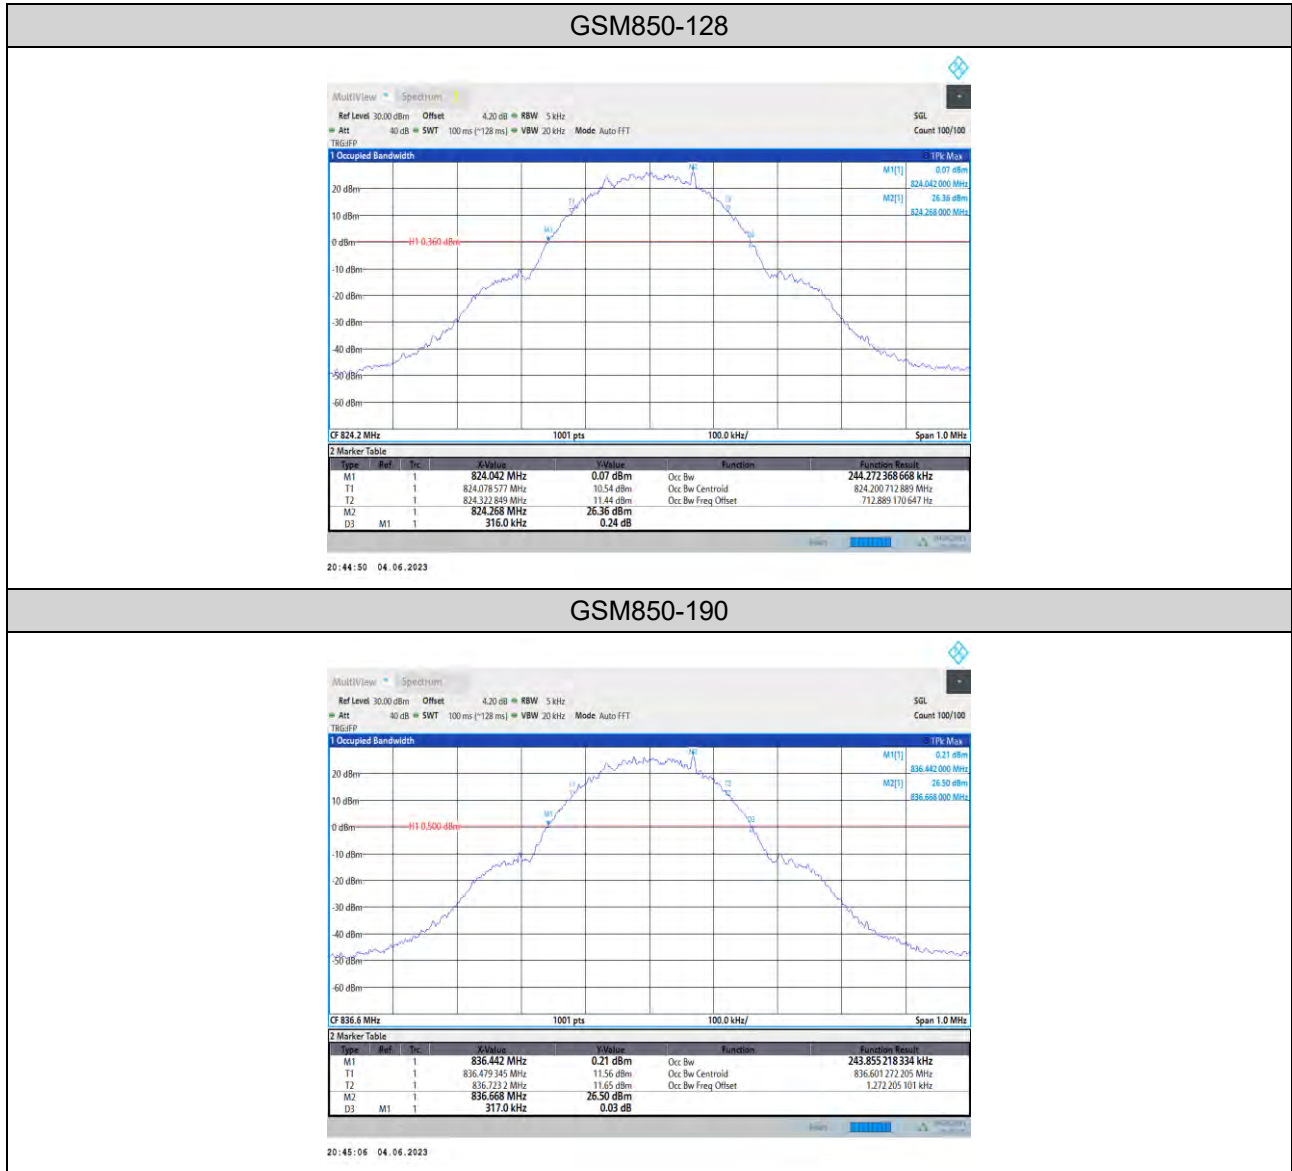 GSM850-128
MultiView Spectrum
Ref Level 30.00 dBm Offset 4.20 dB RBW 5 kHz SGL
Att 40 dB SWT 100 ms (~128 ms) VBW 20 kHz Mode Auto FFT Count 100/100
TRG:IFP
1 Occupied Bandwidth 1Pk Max
M1[1] 0.07 dBm
824.042 000 MHz
M2[1] 26.36 dBm
824.268 000 MHz
M2
20 dBm
T1
T2
10 dBm
M1
D3
0 dBm H1 0.360 dBm
-10 dBm
-20 dBm
-30 dBm
-40 dBm
-50 dBm
-60 dBm
CF 824.2 MHz 1001 pts 100.0 kHz/ Span 1.0 MHz
2 Marker Table
Type Ref Trc X-Value Y-Value Function Function Result
M1 1 824.042 MHz 0.07 dBm Occ Bw 244.272 368 668 kHz
T1 1 824.078 577 MHz 10.54 dBm Occ Bw Centroid 824.200 712 889 MHz
T2 1 824.322 849 MHz 11.44 dBm Occ Bw Freq Offset 712.889 170 647 Hz
M2 1 824.268 MHz 26.36 dBm
D3 M1 1 316.0 kHz 0.24 dB
20:44:50 04.06.2023
GSM850-190
MultiView Spectrum
Ref Level 30.00 dBm Offset 4.20 dB RBW 5 kHz SGL
Att 40 dB SWT 100 ms (~128 ms) VBW 20 kHz Mode Auto FFT Count 100/100
TRG:IFP
1 Occupied Bandwidth 1Pk Max
M1[1] 0.21 dBm
836.442 000 MHz
M2[1] 26.50 dBm
836.668 000 MHz
M2
20 dBm
T1
T2
10 dBm
M1
D3
0 dBm H1 0.500 dBm
-10 dBm
-20 dBm
-30 dBm
-40 dBm
-50 dBm
-60 dBm
CF 836.6 MHz 1001 pts 100.0 kHz/ Span 1.0 MHz
2 Marker Table
Type Ref Trc X-Value Y-Value Function Function Result
M1 1 836.442 MHz 0.21 dBm Occ Bw 243.855 218 334 kHz
T1 1 836.479 345 MHz 11.56 dBm Occ Bw Centroid 836.601 272 205 MHz
T2 1 836.723 2 MHz 11.65 dBm Occ Bw Freq Offset 1.272 205 101 kHz
M2 1 836.668 MHz 26.50 dBm
D3 M1 1 317.0 kHz 0.03 dB
20:45:06 04.06.2023